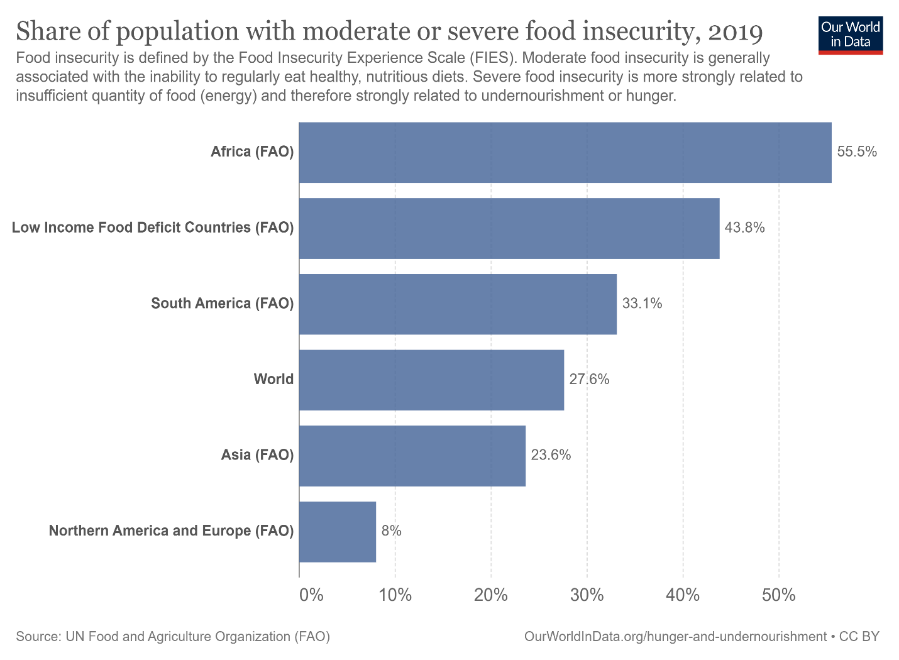 Share of population with moderate or severe food insecurity, 2019
Our World
in Data
Food insecurity is defined by the Food Insecurity Experience Scale (FIES). Moderate food insecurity is generally
associated with the inability to regularly eat healthy, nutritious diets. Severe food insecurity is more strongly related to
insufficient quantity of food (energy) and therefore strongly related to undernourishment or hunger.
Africa (FAO) 55.5%
Low Income Food Deficit Countries (FAO) 43.8%
South America (FAO) 33.1%
World 27.6%
Asia (FAO) 23.6%
Northern America and Europe (FAO) 8%
0% 10% 20% 30% 40% 50%
Source: UN Food and Agriculture Organization (FAO) OurWorldInData.org/hunger-and-undernourishment • CC BY